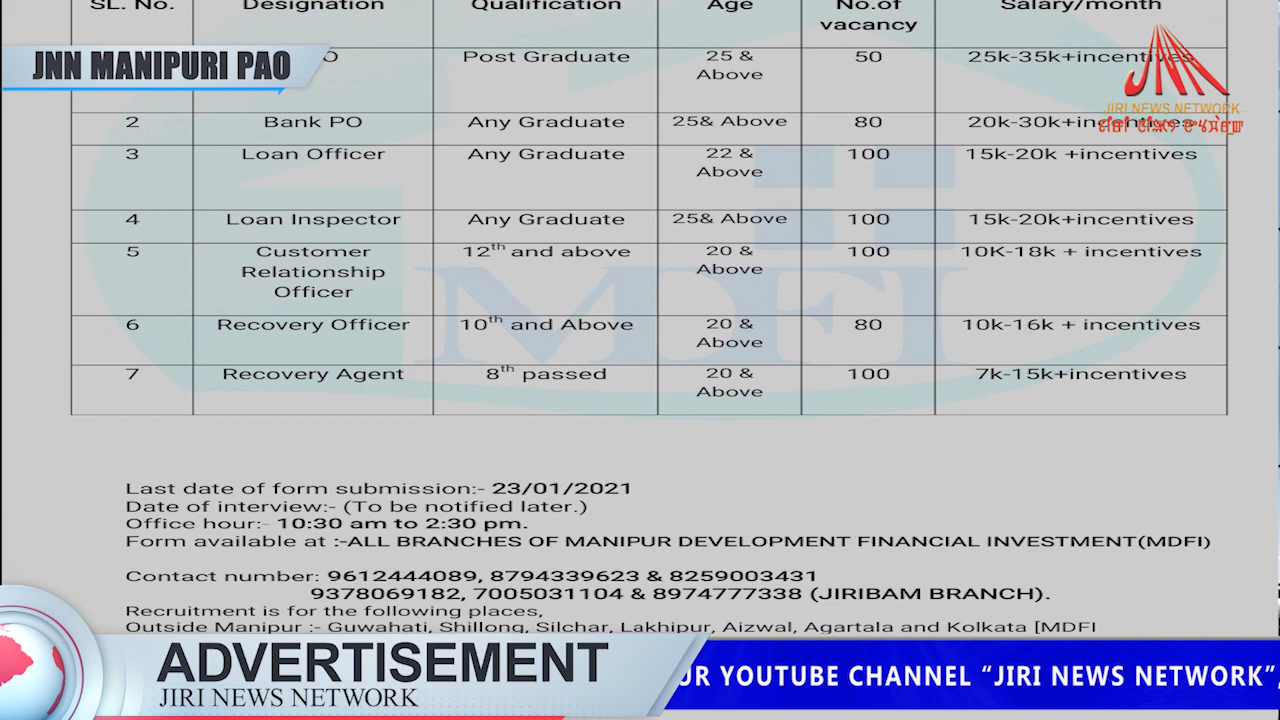 SL. No. Designation Qualification Age No.of vacancy Salary/month
JNN MANIPURI PAO
O Post Graduate 25 & Above 50 25k-35k+incentives
JIRI NEWS NETWORK
2 Bank PO Any Graduate 25& Above 80 20k-30k+incentives
3 Loan Officer Any Graduate 22 & Above 100 15k-20k +incentives
4 Loan Inspector Any Graduate 25& Above 100 15k-20k+incentives
5 Customer Relationship Officer 12th and above 20 & Above 100 10K-18k + incentives
6 Recovery Officer 10th and Above 20 & Above 80 10k-16k + incentives
7 Recovery Agent 8th passed 20 & Above 100 7k-15k+incentives
MDFI
Last date of form submission:- 23/01/2021
Date of interview:- (To be notified later.)
Office hour:- 10:30 am to 2:30 pm.
Form available at :-ALL BRANCHES OF MANIPUR DEVELOPMENT FINANCIAL INVESTMENT(MDFI)
Contact number: 9612444089, 8794339623 & 8259003431
9378069182, 7005031104 & 8974777338 (JIRIBAM BRANCH).
Recruitment is for the following places,
Outside Manipur :- Guwahati, Shillong, Silchar, Lakhipur, Aizwal, Agartala and Kolkata [MDFI
ADVERTISEMENT
JIRI NEWS NETWORK
UR YOUTUBE CHANNEL “JIRI NEWS NETWORK”,